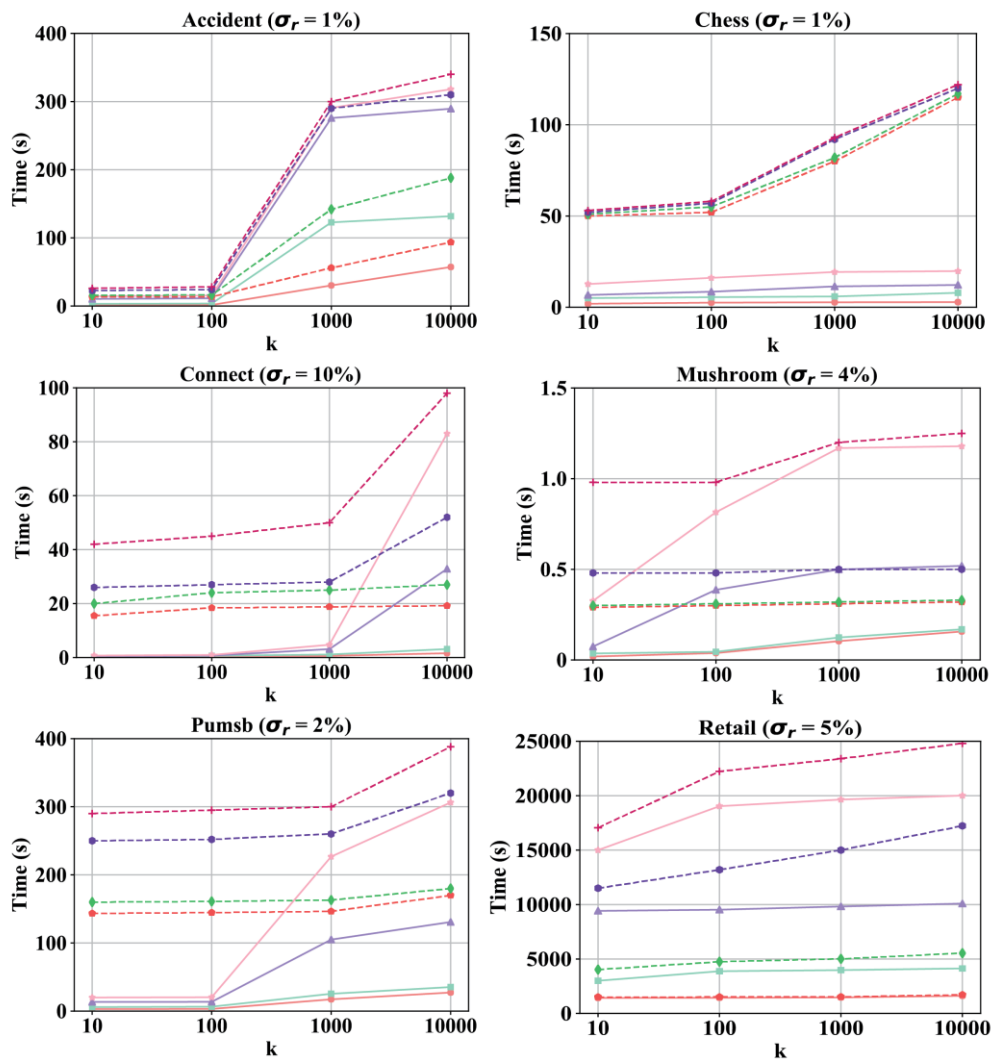 Accident (σr = 1%)
400
300
200
100
0
Time (s)
10 100 1000 10000
k
Chess (σr = 1%)
150
100
50
0
Time (s)
10 100 1000 10000
k
Connect (σr = 10%)
100
80
60
40
20
0
Time (s)
10 100 1000 10000
k
Mushroom (σr = 4%)
1.5
1.0
0.5
0
Time (s)
10 100 1000 10000
k
Pumsb (σr = 2%)
400
300
200
100
0
Time (s)
10 100 1000 10000
k
Retail (σr = 5%)
25000
20000
15000
10000
5000
0
Time (s)
10 100 1000 10000
k